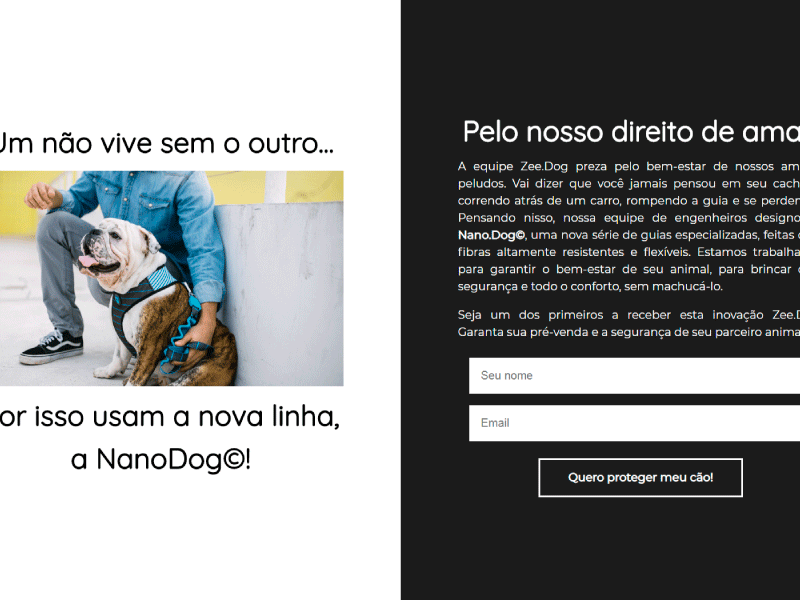 Um não vive sem o outro...
or isso usam a nova linha,
a NanoDog©!
Pelo nosso direito de ama
A equipe Zee.Dog preza pelo bem-estar de nossos am
peludos. Vai dizer que você jamais pensou em seu cach
correndo atrás de um carro, rompendo a guia e se perden
Pensando nisso, nossa equipe de engenheiros designo
Nano.Dog©, uma nova série de guias especializadas, feitas
fibras altamente resistentes e flexíveis. Estamos trabalha
para garantir o bem-estar de seu animal, para brincar
segurança e todo o conforto, sem machucá-lo.
Seja um dos primeiros a receber esta inovação Zee.D
Garanta sua pré-venda e a segurança de seu parceiro anima
Seu nome
Email
Quero proteger meu cão!